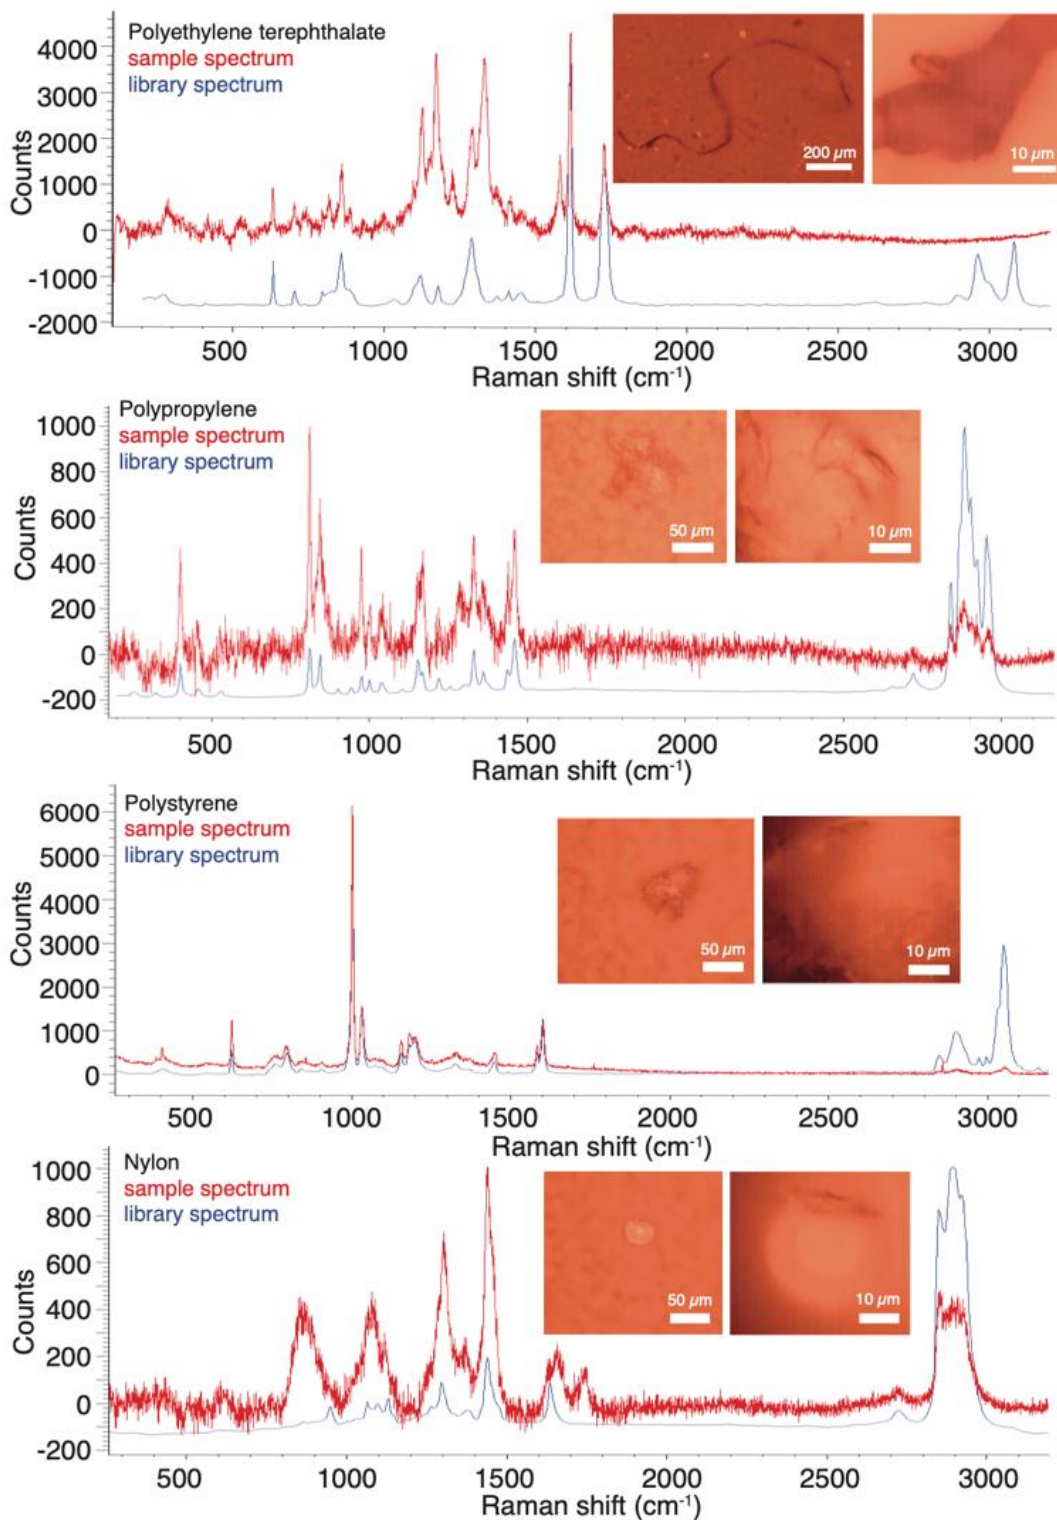 Polyethylene terephthalate
sample spectrum
library spectrum
Counts
4000
3000
2000
1000
0
-1000
-2000
200 µm
10 µm
500 1000 1500 2000 2500 3000
Raman shift (cm-1)
Polypropylene
sample spectrum
library spectrum
Counts
1000
800
600
400
200
0
-200
50 µm
10 µm
500 1000 1500 2000 2500 3000
Raman shift (cm-1)
Polystyrene
sample spectrum
library spectrum
Counts
6000
5000
4000
3000
2000
1000
0
50 µm
10 µm
500 1000 1500 2000 2500 3000
Raman shift (cm-1)
Nylon
sample spectrum
library spectrum
Counts
1000
800
600
400
200
0
-200
50 µm
10 µm
500 1000 1500 2000 2500 3000
Raman shift (cm-1)